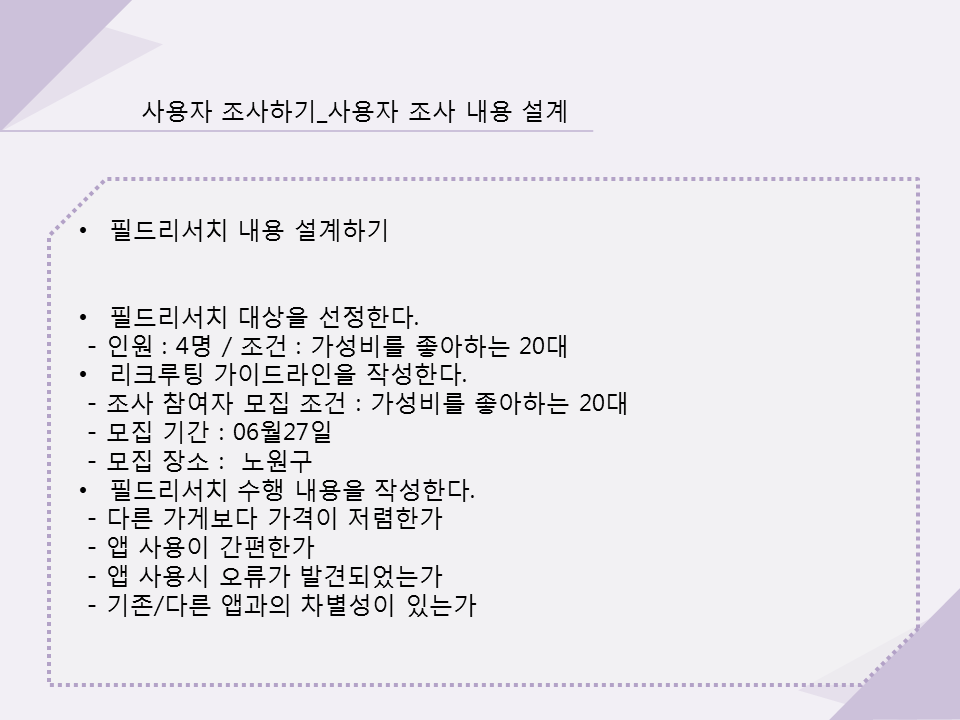 사용자 조사하기_사용자 조사 내용 설계
• 필드리서치 내용 설계하기
• 필드리서치 대상을 선정한다.
- 인원 : 4명 / 조건 : 가성비를 좋아하는 20대
• 리크루팅 가이드라인을 작성한다.
- 조사 참여자 모집 조건 : 가성비를 좋아하는 20대
- 모집 기간 : 06월27일
- 모집 장소 : 노원구
• 필드리서치 수행 내용을 작성한다.
- 다른 가게보다 가격이 저렴한가
- 앱 사용이 간편한가
- 앱 사용시 오류가 발견되었는가
- 기존/다른 앱과의 차별성이 있는가